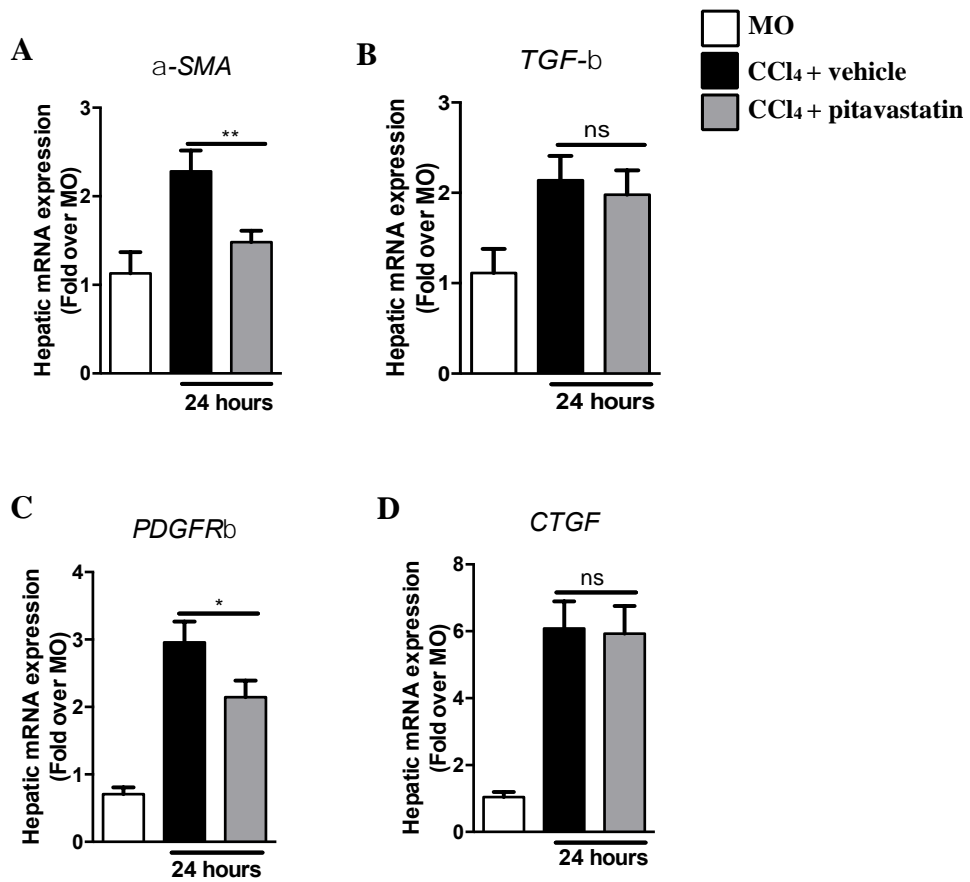 MO
CCl₄ + vehicle
CCl₄ + pitavastatin
A
a-SMA
Hepatic mRNA expression
(Fold over MO)
3
2
1
0
**
24 hours
B
TGF-b
Hepatic mRNA expression
(Fold over MO)
3
2
1
0
ns
24 hours
C
PDGFRb
Hepatic mRNA expression
(Fold over MO)
4
3
2
1
0
*
24 hours
D
CTGF
Hepatic mRNA expression
(Fold over MO)
8
6
4
2
0
ns
24 hours